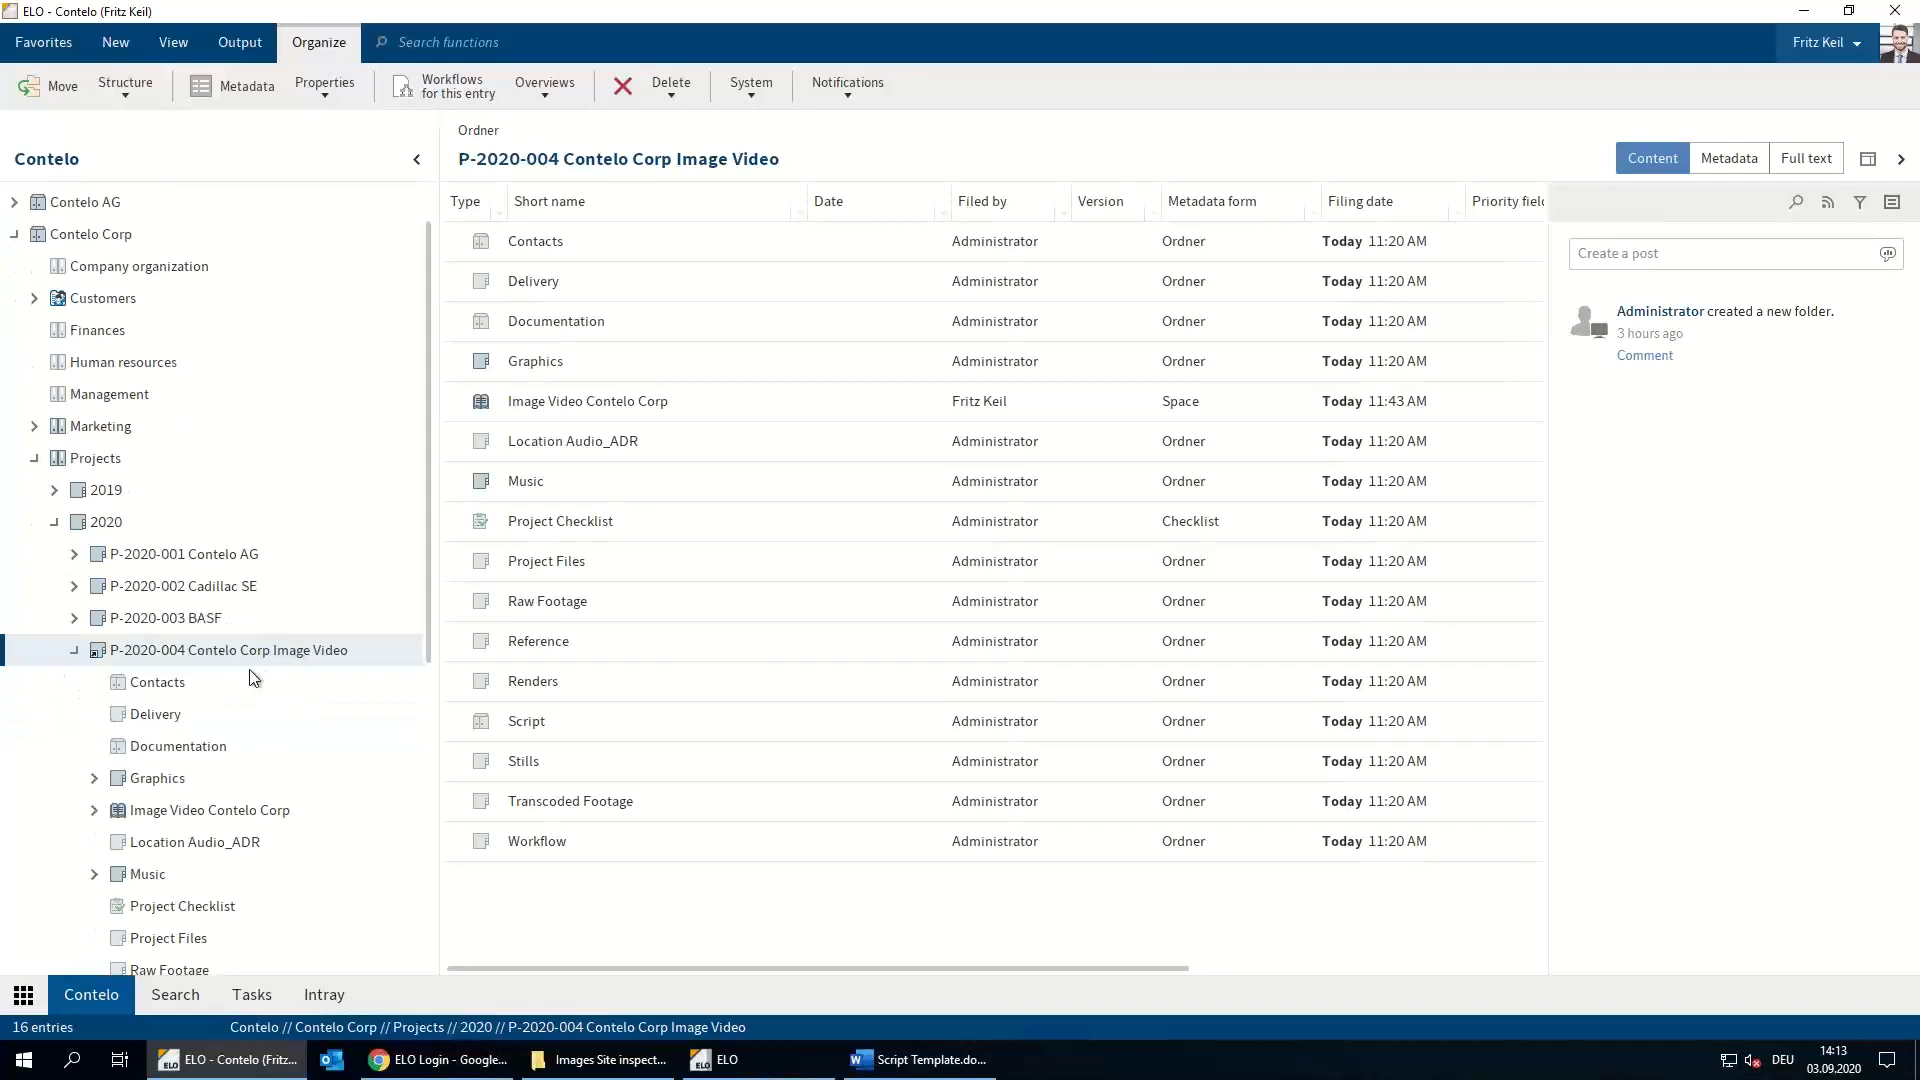 ELO - Contelo (Fritz Keil)
Favorites New View Output Organize Search functions Fritz Keil
Move Structure Metadata Properties Workflows for this entry Overviews Delete System Notifications
Contelo
Ordner
P-2020-004 Contelo Corp Image Video
Content Metadata Full text
Contelo AG
Contelo Corp
Company organization
Customers
Finances
Human resources
Management
Marketing
Projects
2019
2020
P-2020-001 Contelo AG
P-2020-002 Cadillac SE
P-2020-003 BASF
P-2020-004 Contelo Corp Image Video
Contacts
Delivery
Documentation
Graphics
Image Video Contelo Corp
Location Audio_ADR
Music
Project Checklist
Project Files
Raw Footage
Type Short name Date Filed by Version Metadata form Filing date Priority field
Contacts Administrator Ordner Today 11:20 AM
Delivery Administrator Ordner Today 11:20 AM
Documentation Administrator Ordner Today 11:20 AM
Graphics Administrator Ordner Today 11:20 AM
Image Video Contelo Corp Fritz Keil Space Today 11:43 AM
Location Audio_ADR Administrator Ordner Today 11:20 AM
Music Administrator Ordner Today 11:20 AM
Project Checklist Administrator Checklist Today 11:20 AM
Project Files Administrator Ordner Today 11:20 AM
Raw Footage Administrator Ordner Today 11:20 AM
Reference Administrator Ordner Today 11:20 AM
Renders Administrator Ordner Today 11:20 AM
Script Administrator Ordner Today 11:20 AM
Stills Administrator Ordner Today 11:20 AM
Transcoded Footage Administrator Ordner Today 11:20 AM
Workflow Administrator Ordner Today 11:20 AM
Create a post
Administrator created a new folder.
3 hours ago
Comment
Contelo Search Tasks Intray
16 entries Contelo // Contelo Corp // Projects // 2020 // P-2020-004 Contelo Corp Image Video
ELO - Contelo (Fritz... ELO Login - Google... Images Site inspect... ELO Script Template.do... DEU 14:13
03.09.2020